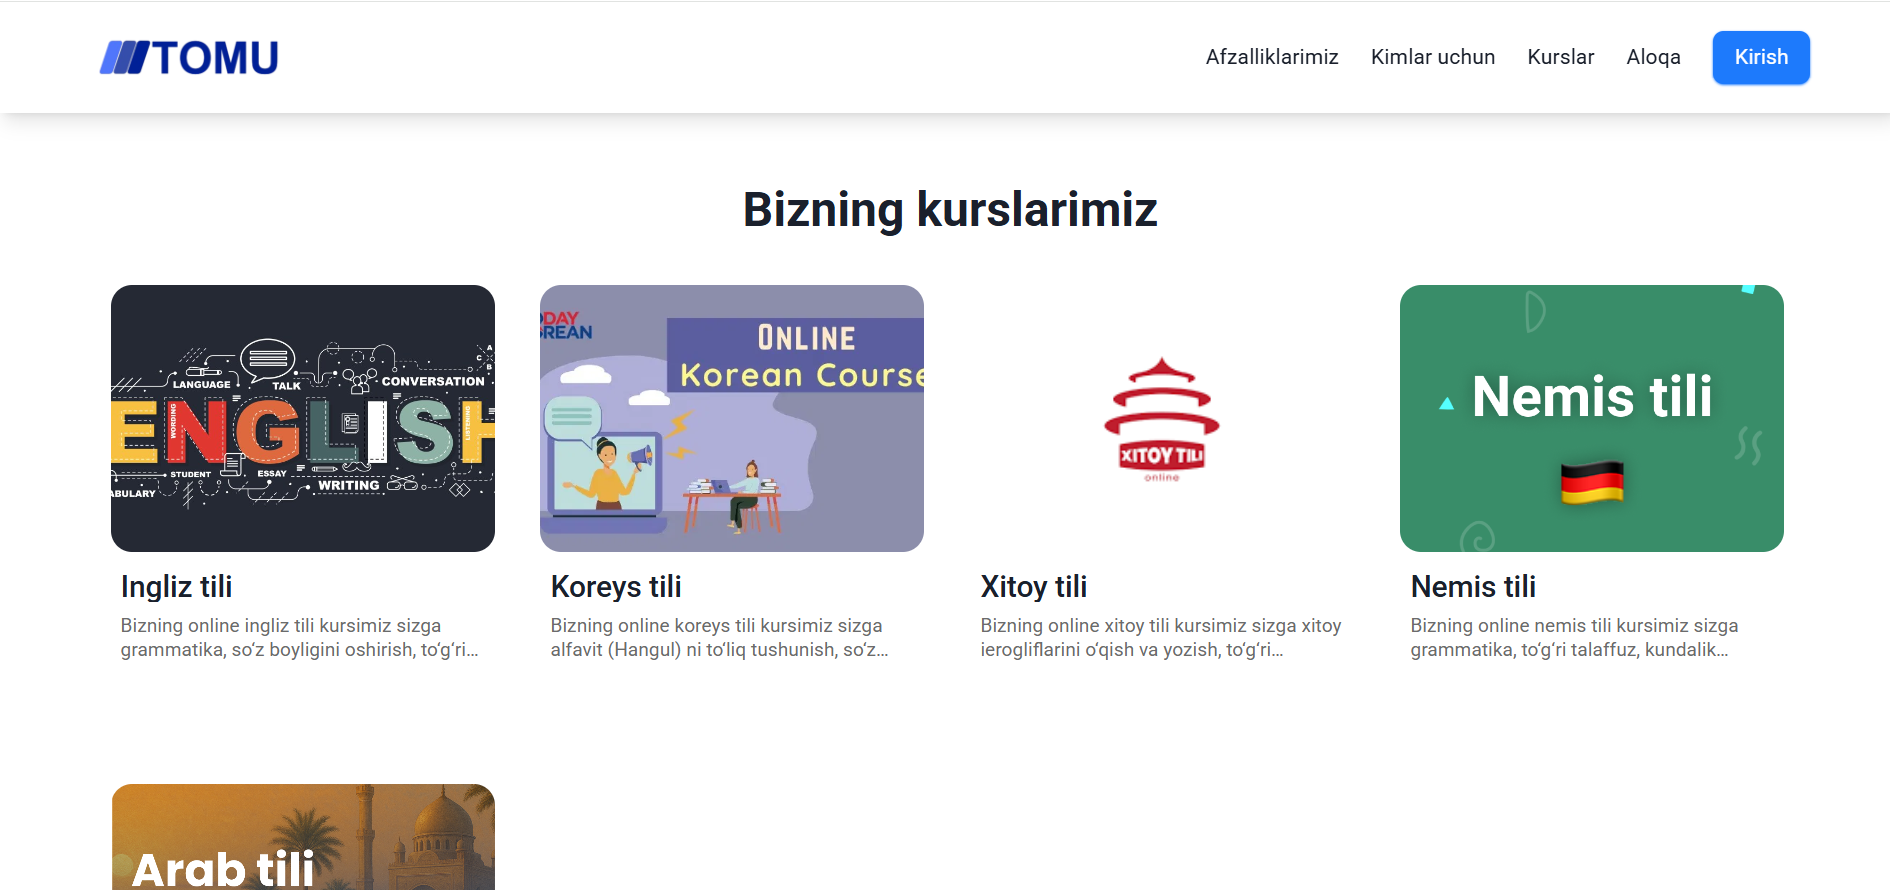 TOMU
Afzalliklarimiz
Kimlar uchun
Kurslar
Aloqa
Kirish
Bizning kurslarimiz
LANGUAGE
TALK
CONVERSATION
A
C
B
ENGLISH
WORDING
LISTENING
STUDENT
ESSAY
WRITING
ABULARY
DAY
REAN
ONLINE
Korean Course
XITOY TILI
online
Nemis tili
Ingliz tili
Bizning online ingliz tili kursimiz sizga
grammatika, so‘z boyligini oshirish, to‘g‘ri...
Koreys tili
Bizning online koreys tili kursimiz sizga
alfavit (Hangul) ni to‘liq tushunish, so‘z...
Xitoy tili
Bizning online xitoy tili kursimiz sizga xitoy
ierogliflarini o‘qish va yozish, to‘g‘ri...
Nemis tili
Bizning online nemis tili kursimiz sizga
grammatika, to‘g‘ri talaffuz, kundalik...
Arab tili